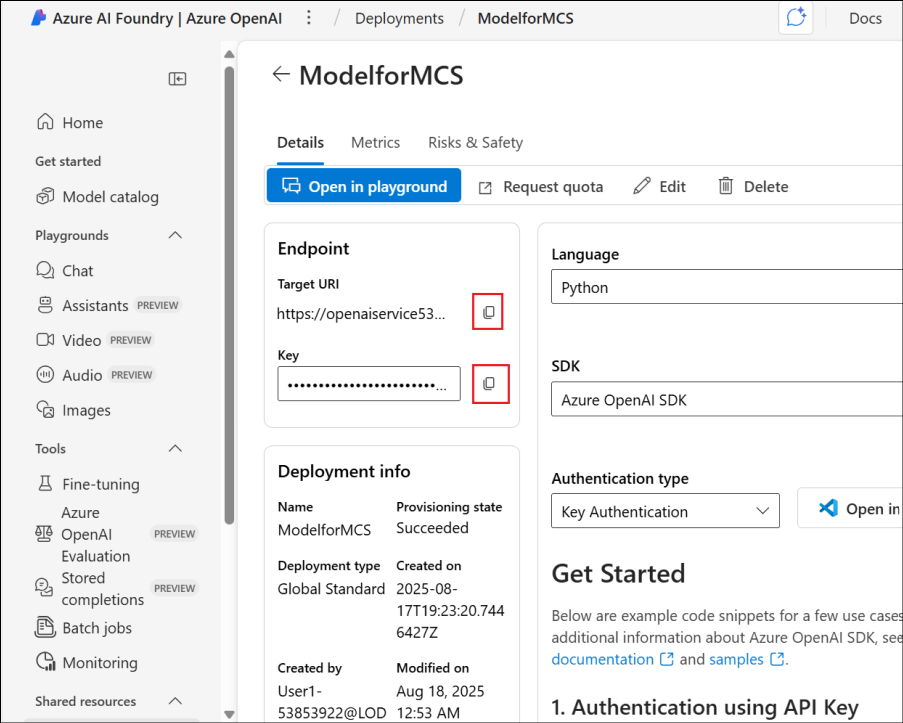 Azure AI Foundry | Azure OpenAI / Deployments / ModelforMCS Docs
Home
Get started
Model catalog
Playgrounds
Chat
Assistants PREVIEW
Video PREVIEW
Audio PREVIEW
Images
Tools
Fine-tuning
Azure
OpenAI
Evaluation
PREVIEW
Stored
completions
PREVIEW
Batch jobs
Monitoring
Shared resources
ModelforMCS
Details Metrics Risks & Safety
Open in playground Request quota Edit Delete
Endpoint
Target URI
https://openaiservice53...
Key
••••••••••••••••••••••••...
Deployment info
Name
ModelforMCS
Provisioning state
Succeeded
Deployment type
Global Standard
Created on
2025-08-
17T19:23:20.744
6427Z
Created by
User1-
53853922@LOD
Modified on
Aug 18, 2025
12:53 AM
Language
Python
SDK
Azure OpenAI SDK
Authentication type
Key Authentication
Open in
Get Started
Below are example code snippets for a few use cases
additional information about Azure OpenAI SDK, see
documentation and samples .
1. Authentication using API Key